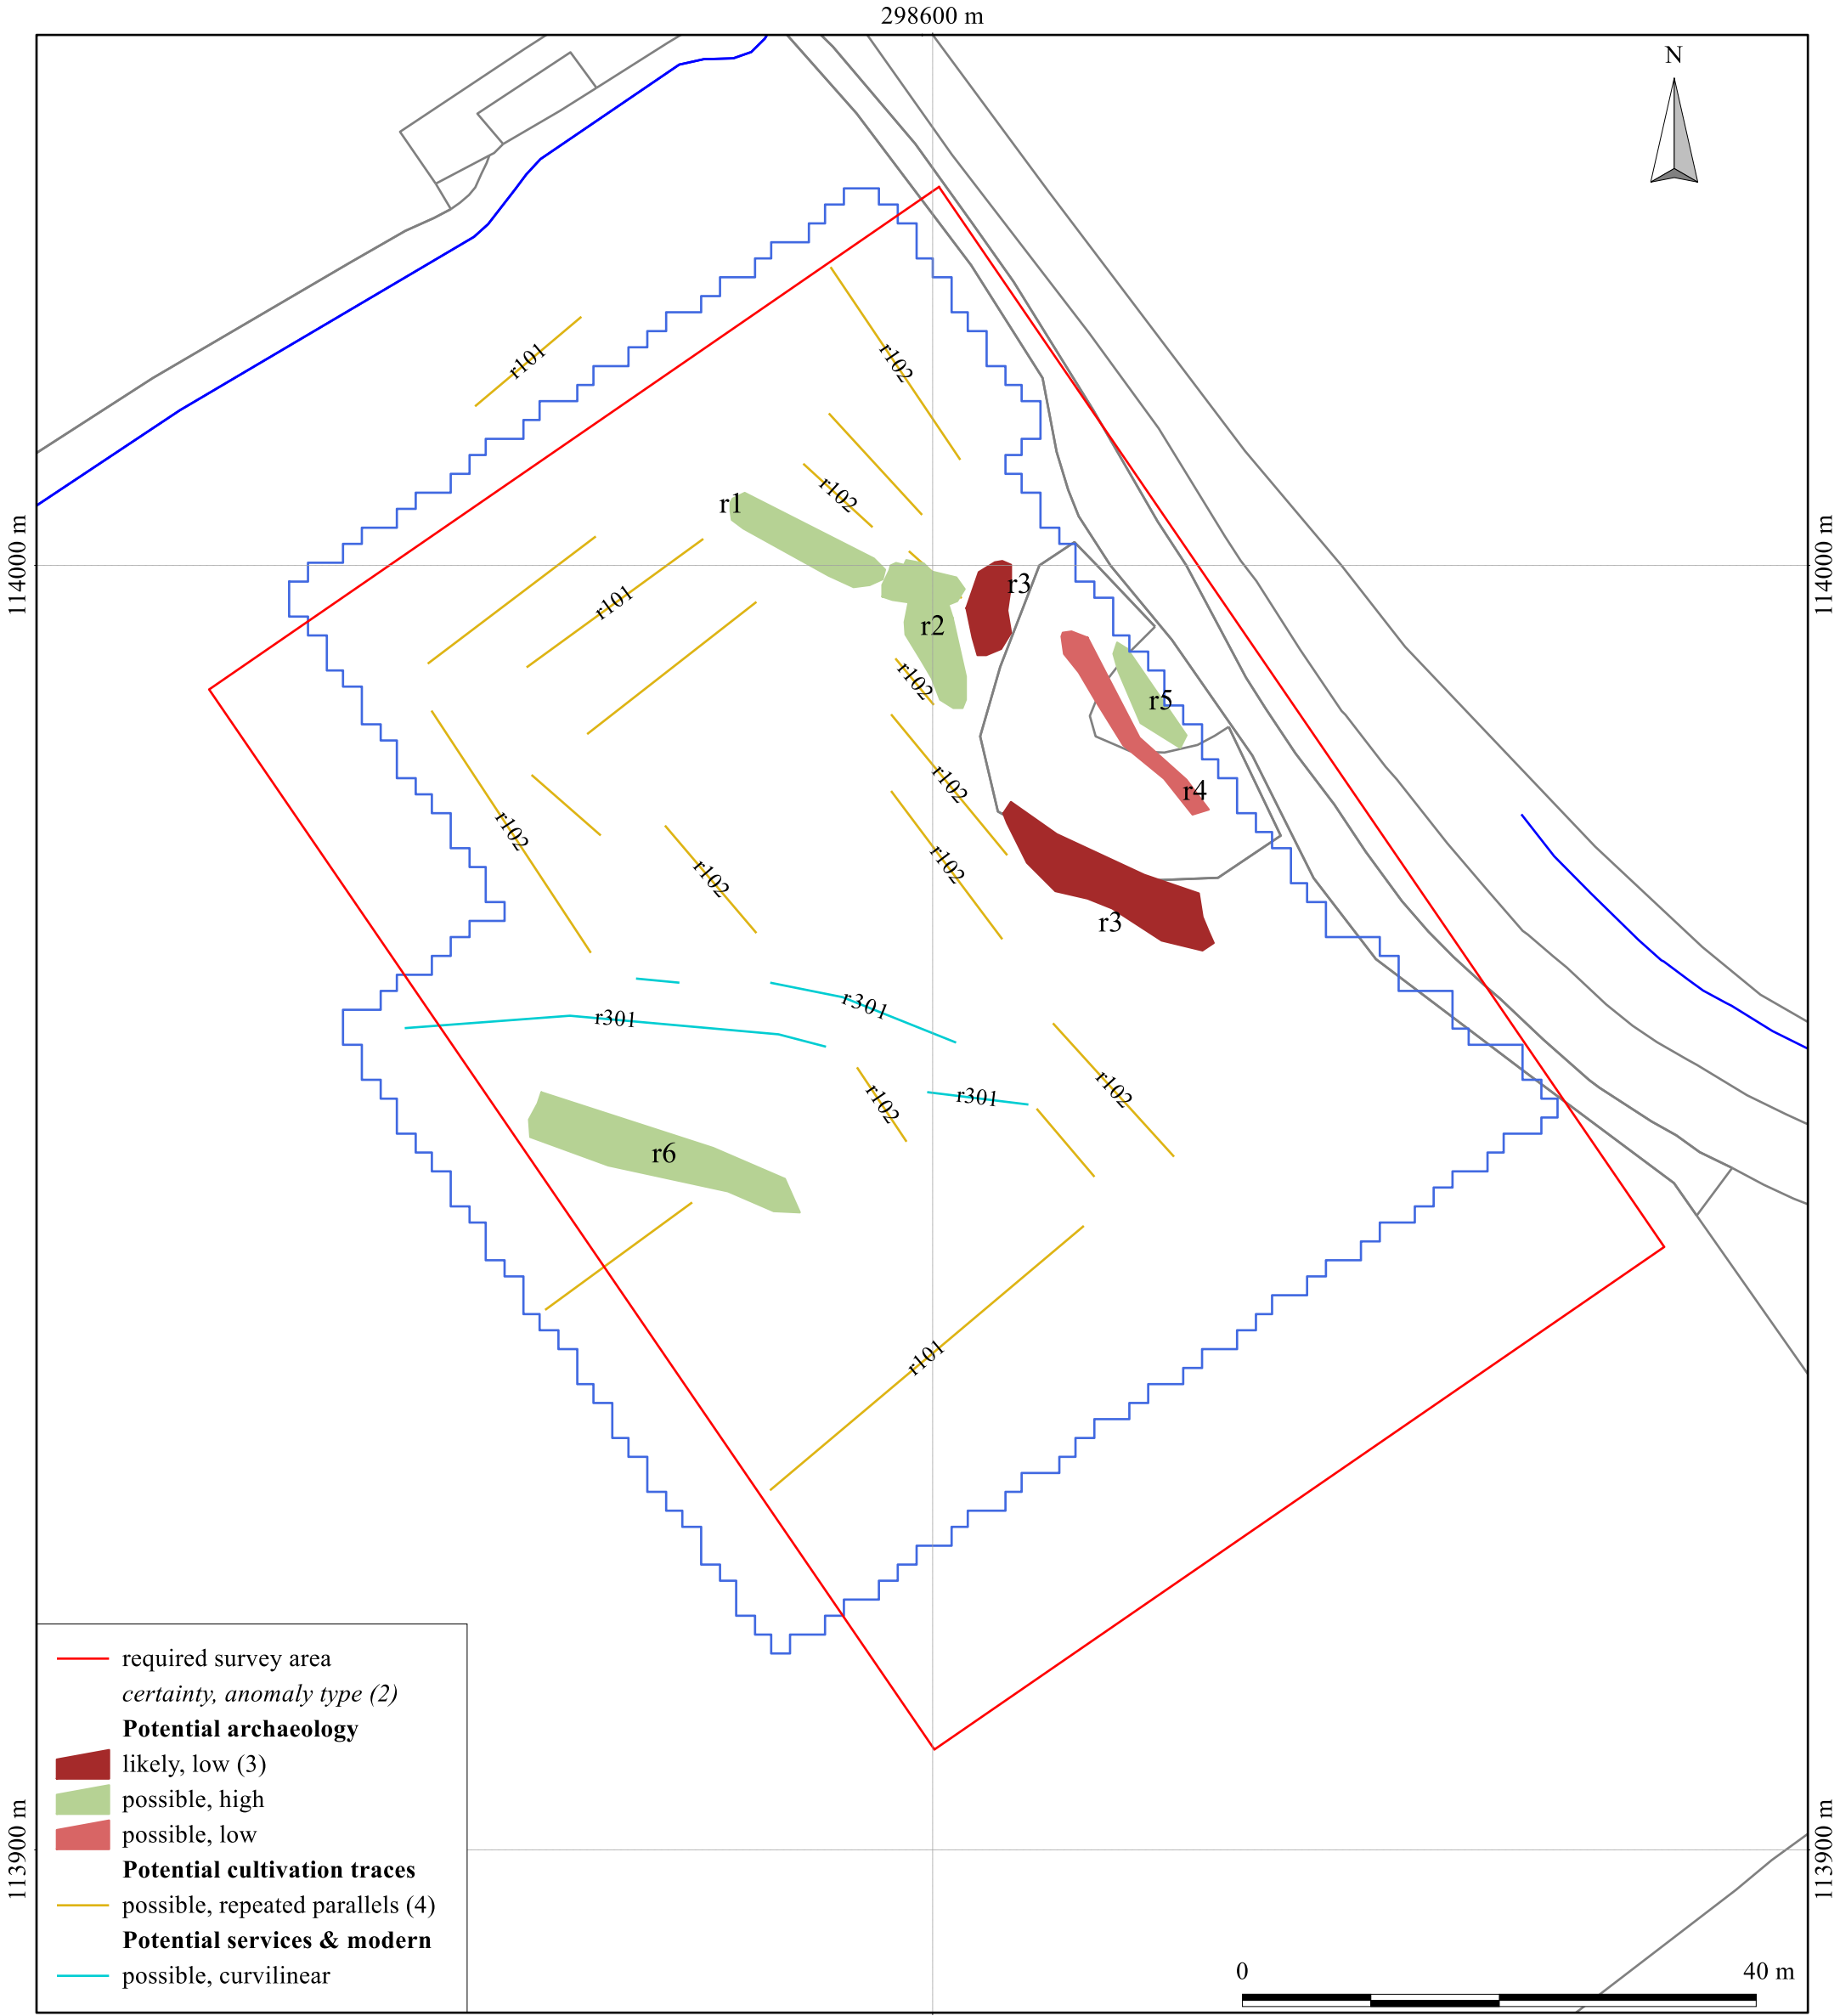 298600 m
N
r101
r102
r102
r1
114000 m
114000 m
r3
r101
r2
r102
r5
r102
r4
r102
r102
r102
r3
r301
r301
r102
r102
r301
r6
r101
required survey area
certainty, anomaly type (2)
Potential archaeology
likely, low (3)
possible, high
possible, low
Potential cultivation traces
possible, repeated parallels (4)
Potential services & modern
possible, curvilinear
113900 m
113900 m
0 40 m